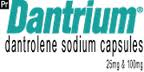 Pr
Dantrium®
dantrolene sodium capsules
25mg & 100mg